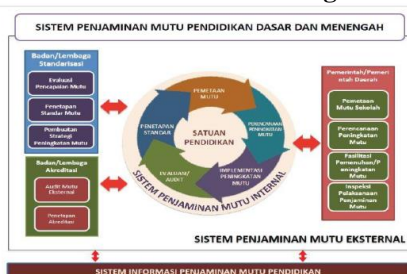 SISTEM PENJAMINAN MUTU PENDIDIKAN DASAR DAN MENENGAH
Badan/Lembaga
Standarisasi
Evaluasi
Pencapaian Mutu
Penetapan
Standar Mutu
Pembuatan
Strategi
Peningkatan Mutu
Badan/Lembaga
Akreditasi
Audit Mutu
Eksternal
Penetapan
Akreditasi
PEMETAAN
MUTU
PERENCANAAN
PENINGKATAN
MUTU
IMPLEMENTASI
PENINGKATAN
MUTU
EVALUASI/
AUDIT
PENETAPAN
STANDAR
SATUAN
PENDIDIKAN
SISTEM PENJAMINAN MUTU INTERNAL
Pemerintah/Pemeri
ntah Daerah
Pemetaan
Mutu Sekolah
Perencanaan
Peningkatan
Mutu
Fasilitasi
Pemenuhan/P
eningkatan
Mutu
Inspeksi
Pelaksanaan
Penjaminan
Mutu
SISTEM PENJAMINAN MUTU EKSTERNAL
SISTEM INFORMASI PENJAMINAN MUTU PENDIDIKAN